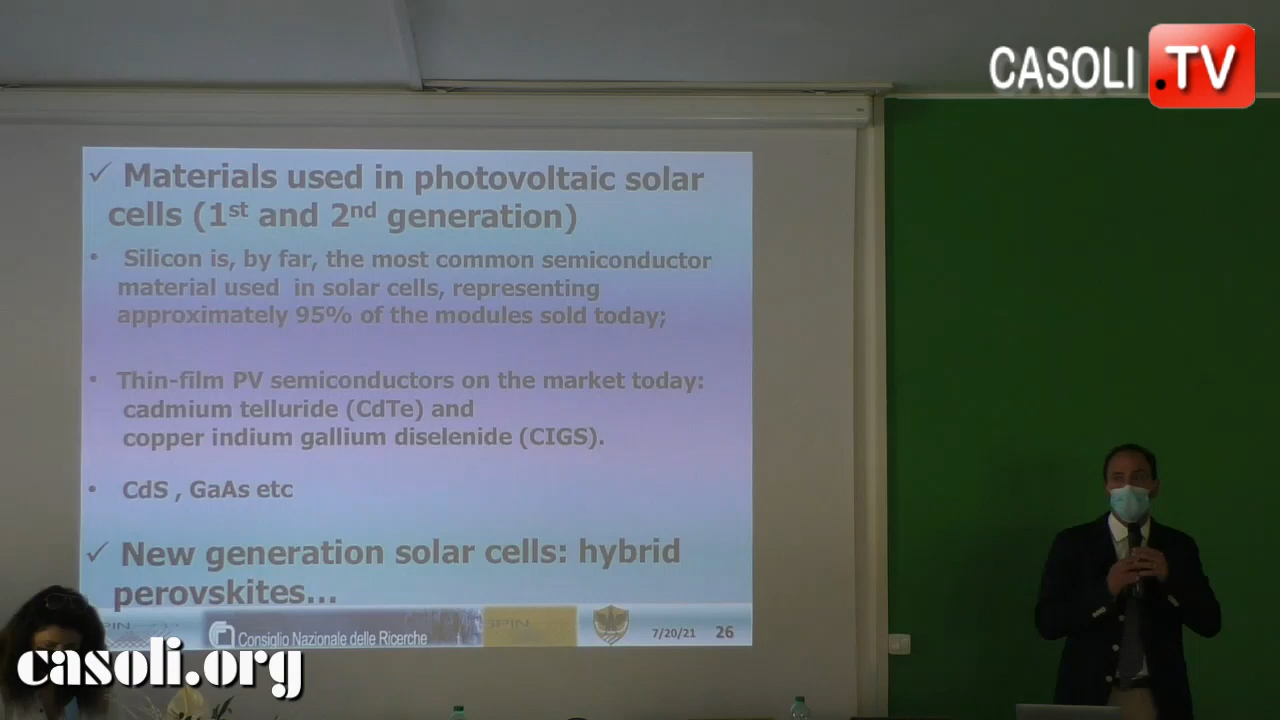 CASOLI.TV
✓ Materials used in photovoltaic solar
cells (1st and 2nd generation)
• Silicon is, by far, the most common semiconductor
material used in solar cells, representing
approximately 95% of the modules sold today;
• Thin-film PV semiconductors on the market today:
cadmium telluride (CdTe) and
copper indium gallium diselenide (CIGS).
• CdS , GaAs etc
✓ New generation solar cells: hybrid
perovskites...
Consiglio Nazionale delle Ricerche
SPIN
7/20/21 26
casoli.org